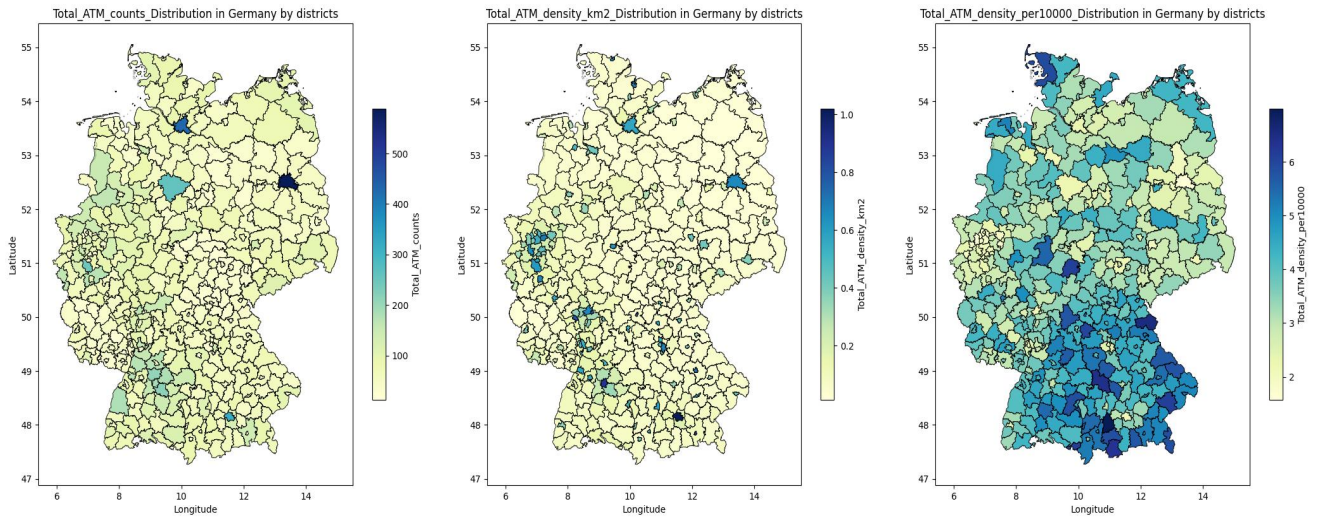 Total_ATM_counts_Distribution in Germany by districts
55
54
53
52
51
50
49
48
47
6 8 10 12 14
Latitude
Longitude
500
400
300
200
100
Total_ATM_counts
Total_ATM_density_km2_Distribution in Germany by districts
55
54
53
52
51
50
49
48
47
6 8 10 12 14
Latitude
Longitude
1.0
0.8
0.6
0.4
0.2
Total_ATM_density_km2
Total_ATM_density_per10000_Distribution in Germany by districts
55
54
53
52
51
50
49
48
47
6 8 10 12 14
Latitude
Longitude
6
5
4
3
2
Total_ATM_density_per10000